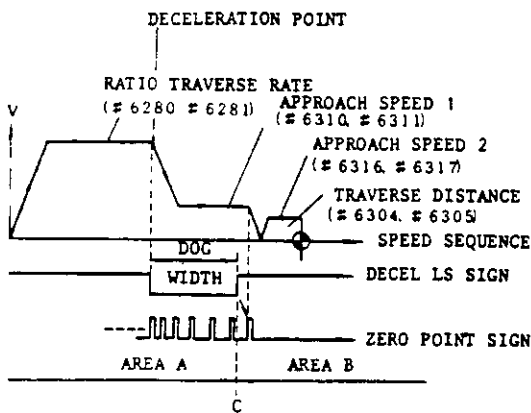 DECELERATION POINT
RATIO TRAVERSE RATE
(#6280 #6281)
APPROACH SPEED 1
(#6310, #6311)
V
APPROACH SPEED 2
(#6316, #6317)
TRAVERSE DISTANCE
(#6304, #6305)
SPEED SEQUENCE
DOG
WIDTH
DECEL LS SIGN
ZERO POINT SIGN
AREA A
AREA B
C